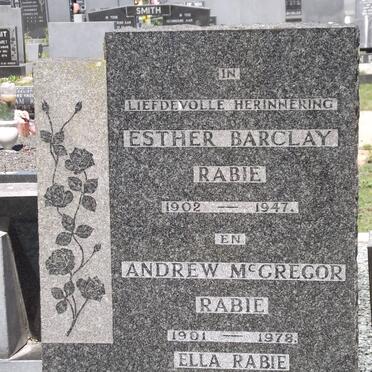 SMITH
IN
LIEFDEVOLLE HERINNERING
ESTHER BARCLAY
RABIE
1902 — 1947.
EN
ANDREW McGREGOR
RABIE
1901 — 1978.
ELLA RABIE